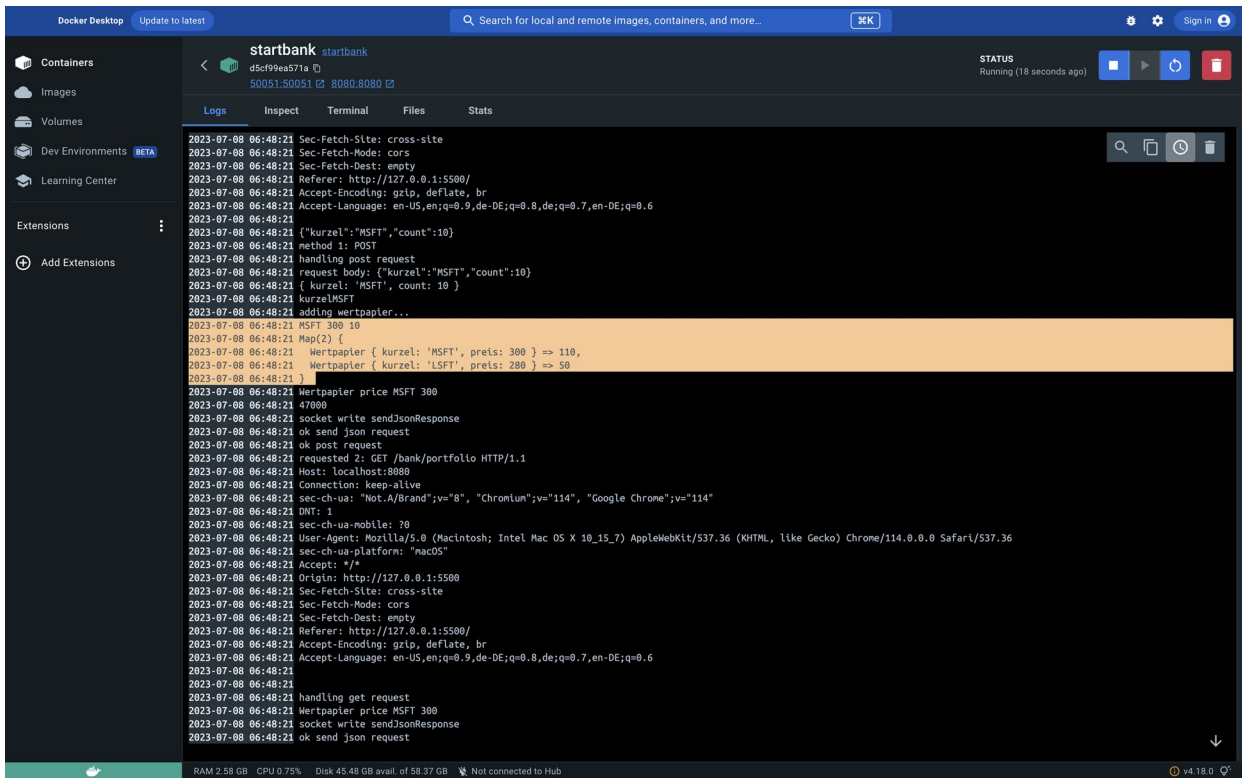 Docker Desktop Update to latest Search for local and remote images, containers, and more... ⌘K Sign in
Containers
Images
Volumes
Dev Environments BETA
Learning Center
Extensions
Add Extensions
startbank startbank
d5cf99ea571a
50051:50051 8080:8080
STATUS
Running (18 seconds ago)
Logs Inspect Terminal Files Stats
2023-07-08 06:48:21 Sec-Fetch-Site: cross-site
2023-07-08 06:48:21 Sec-Fetch-Mode: cors
2023-07-08 06:48:21 Sec-Fetch-Dest: empty
2023-07-08 06:48:21 Referer: http://127.0.0.1:5500/
2023-07-08 06:48:21 Accept-Encoding: gzip, deflate, br
2023-07-08 06:48:21 Accept-Language: en-US,en;q=0.9,de-DE;q=0.8,de;q=0.7,en-DE;q=0.6
2023-07-08 06:48:21
2023-07-08 06:48:21 {"kurzel":"MSFT","count":10}
2023-07-08 06:48:21 method 1: POST
2023-07-08 06:48:21 handling post request
2023-07-08 06:48:21 request body: {"kurzel":"MSFT","count":10}
2023-07-08 06:48:21 { kurzel: 'MSFT', count: 10 }
2023-07-08 06:48:21 kurzelMSFT
2023-07-08 06:48:21 adding wertpapier...
2023-07-08 06:48:21 MSFT 300 10
2023-07-08 06:48:21 Map(2) {
2023-07-08 06:48:21   Wertpapier { kurzel: 'MSFT', preis: 300 } => 110,
2023-07-08 06:48:21   Wertpapier { kurzel: 'LSFT', preis: 280 } => 50
2023-07-08 06:48:21 }
2023-07-08 06:48:21 Wertpapier price MSFT 300
2023-07-08 06:48:21 47000
2023-07-08 06:48:21 socket write sendJsonResponse
2023-07-08 06:48:21 ok send json request
2023-07-08 06:48:21 ok post request
2023-07-08 06:48:21 requested 2: GET /bank/portfolio HTTP/1.1
2023-07-08 06:48:21 Host: localhost:8080
2023-07-08 06:48:21 Connection: keep-alive
2023-07-08 06:48:21 sec-ch-ua: "Not.A/Brand";v="8", "Chromium";v="114", "Google Chrome";v="114"
2023-07-08 06:48:21 DNT: 1
2023-07-08 06:48:21 sec-ch-ua-mobile: ?0
2023-07-08 06:48:21 User-Agent: Mozilla/5.0 (Macintosh; Intel Mac OS X 10_15_7) AppleWebKit/537.36 (KHTML, like Gecko) Chrome/114.0.0.0 Safari/537.36
2023-07-08 06:48:21 sec-ch-ua-platform: "macOS"
2023-07-08 06:48:21 Accept: */*
2023-07-08 06:48:21 Origin: http://127.0.0.1:5500
2023-07-08 06:48:21 Sec-Fetch-Site: cross-site
2023-07-08 06:48:21 Sec-Fetch-Mode: cors
2023-07-08 06:48:21 Sec-Fetch-Dest: empty
2023-07-08 06:48:21 Referer: http://127.0.0.1:5500/
2023-07-08 06:48:21 Accept-Encoding: gzip, deflate, br
2023-07-08 06:48:21 Accept-Language: en-US,en;q=0.9,de-DE;q=0.8,de;q=0.7,en-DE;q=0.6
2023-07-08 06:48:21
2023-07-08 06:48:21
2023-07-08 06:48:21 handling get request
2023-07-08 06:48:21 Wertpapier price MSFT 300
2023-07-08 06:48:21 socket write sendJsonResponse
2023-07-08 06:48:21 ok send json request
RAM 2.58 GB CPU 0.75% Disk 45.48 GB avail. of 58.37 GB Not connected to Hub v4.18.0